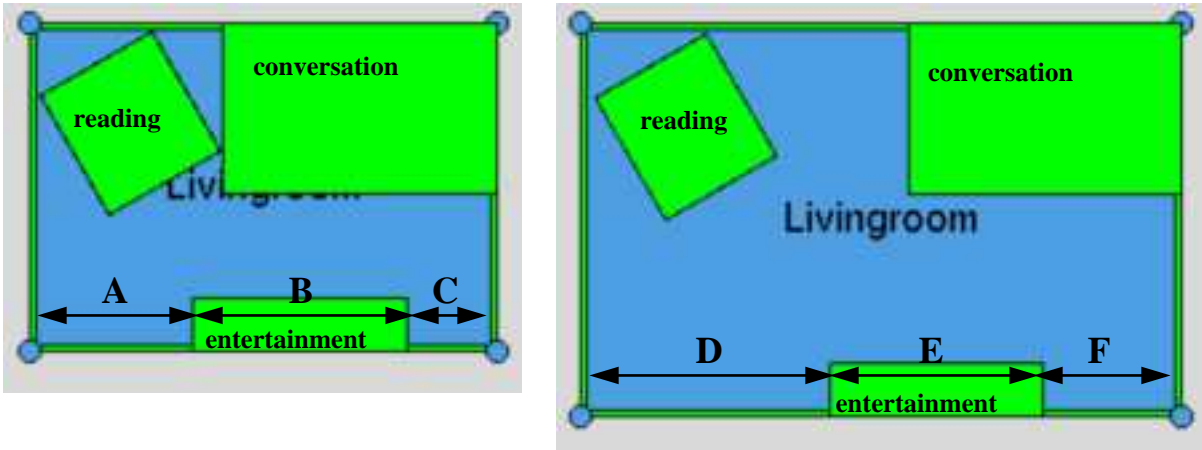 conversation
reading
Livingroom
A B C
entertainment
conversation
reading
Livingroom
D E F
entertainment